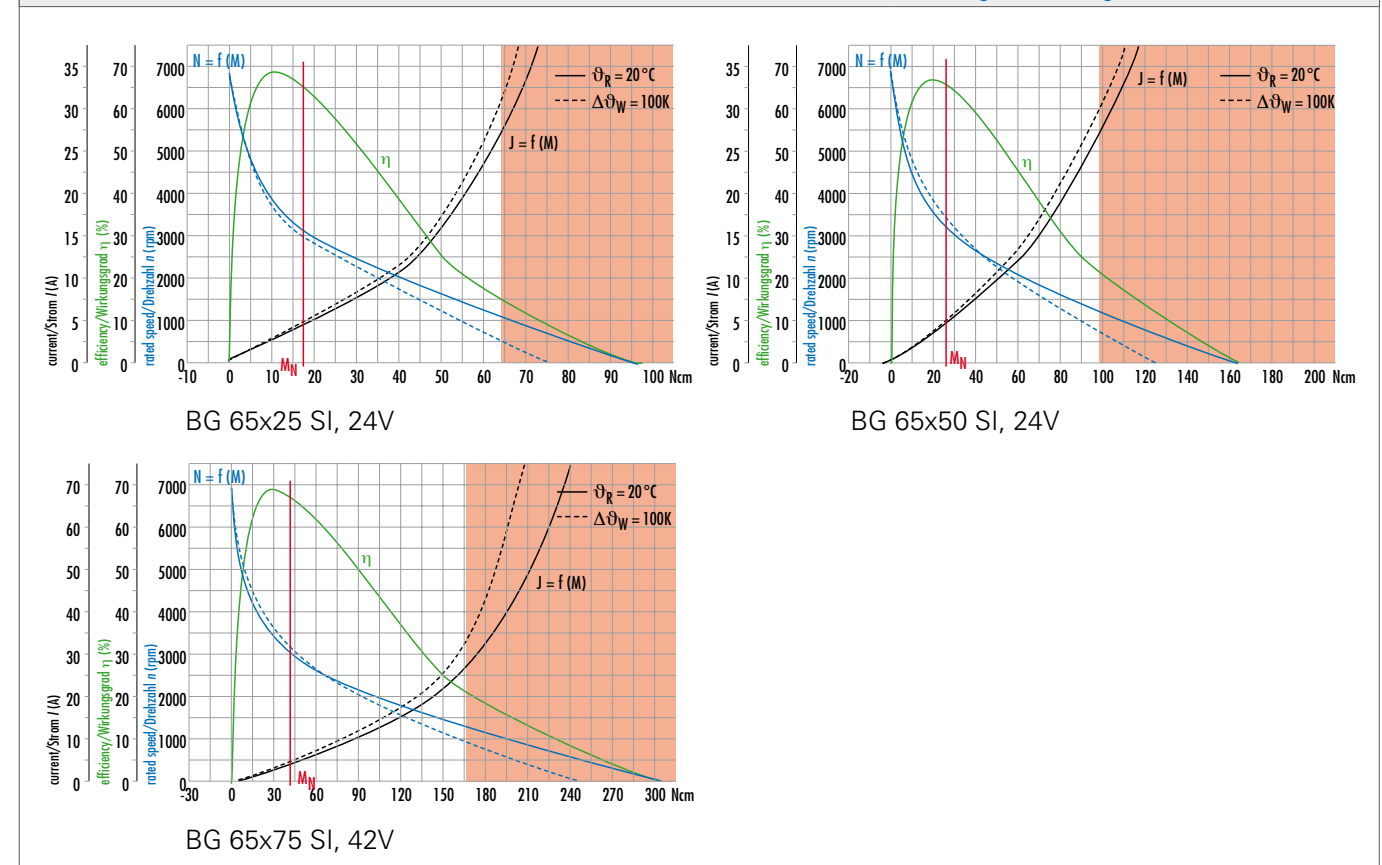 N = f (M)
ϑR = 20°C
ΔϑW = 100K
J = f (M)
η
MN
35 30 25 20 15 10 5 0
70 60 50 40 30 20 10 0
7000 6000 5000 4000 3000 2000 1000 0
current/Strom I (A)
efficiency/Wirkungsgrad η (%)
rated speed/Drehzahl n (rpm)
-10 0 10 20 30 40 50 60 70 80 90 100 Ncm
BG 65x25 SI, 24V
N = f (M)
ϑR = 20°C
ΔϑW = 100K
J = f (M)
η
MN
35 30 25 20 15 10 5 0
70 60 50 40 30 20 10 0
7000 6000 5000 4000 3000 2000 1000 0
current/Strom I (A)
efficiency/Wirkungsgrad η (%)
rated speed/Drehzahl n (rpm)
-20 0 20 40 60 80 100 120 140 160 180 200 Ncm
BG 65x50 SI, 24V
N = f (M)
ϑR = 20°C
ΔϑW = 100K
J = f (M)
η
MN
70 60 50 40 30 20 10 0
70 60 50 40 30 20 10 0
7000 6000 5000 4000 3000 2000 1000 0
current/Strom I (A)
efficiency/Wirkungsgrad η (%)
rated speed/Drehzahl n (rpm)
-30 0 30 60 90 120 150 180 210 240 270 300 Ncm
BG 65x75 SI, 42V